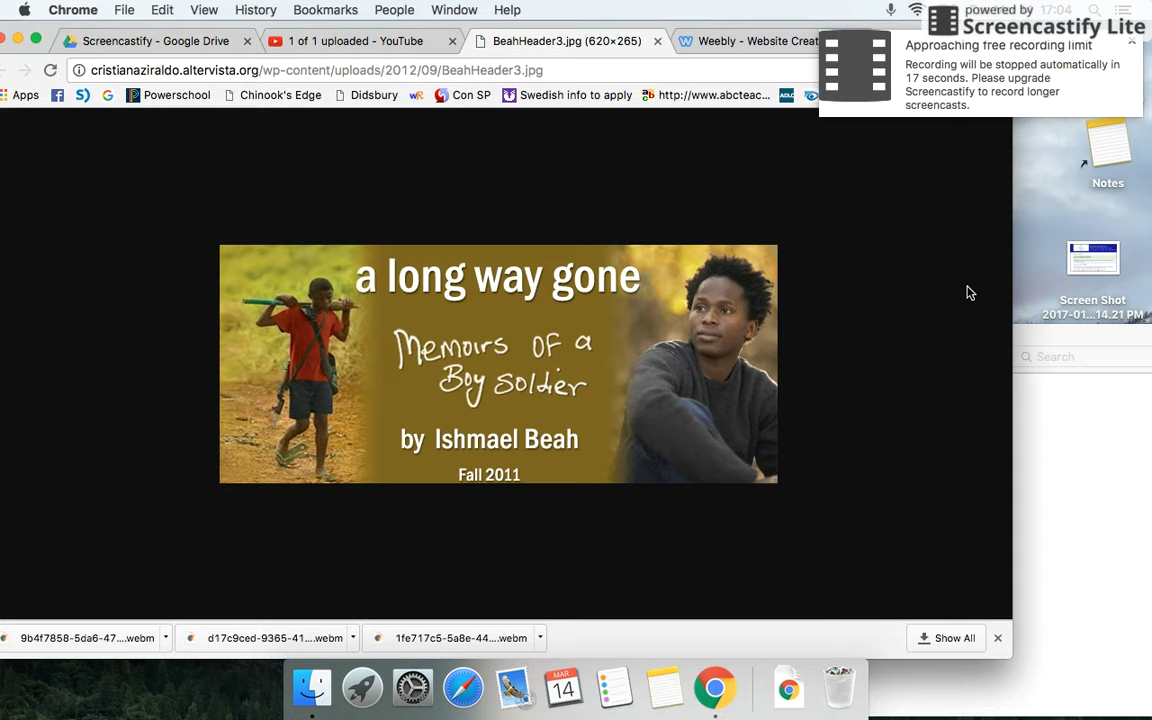 Chrome File Edit View History Bookmarks People Window Help 17:04
powered by
Screencastify Lite
Screencastify - Google Drive
1 of 1 uploaded - YouTube
BeahHeader3.jpg (620×265)
Weebly - Website Creat
cristianaziraldo.altervista.org/wp-content/uploads/2012/09/BeahHeader3.jpg
Approaching free recording limit
Recording will be stopped automatically in
17 seconds. Please upgrade
Screencastify to record longer
screencasts.
Apps Powerschool Chinook's Edge Didsbury Con SP Swedish info to apply http://www.abcteac...
Notes
Screen Shot
2017-01...14.21 PM
Search
a long way gone
Memoirs of a
Boy Soldier
by Ishmael Beah
Fall 2011
9b4f7858-5da6-47....webm
d17c9ced-9365-41....webm
1fe717c5-5a8e-44....webm
Show All
MAR
14